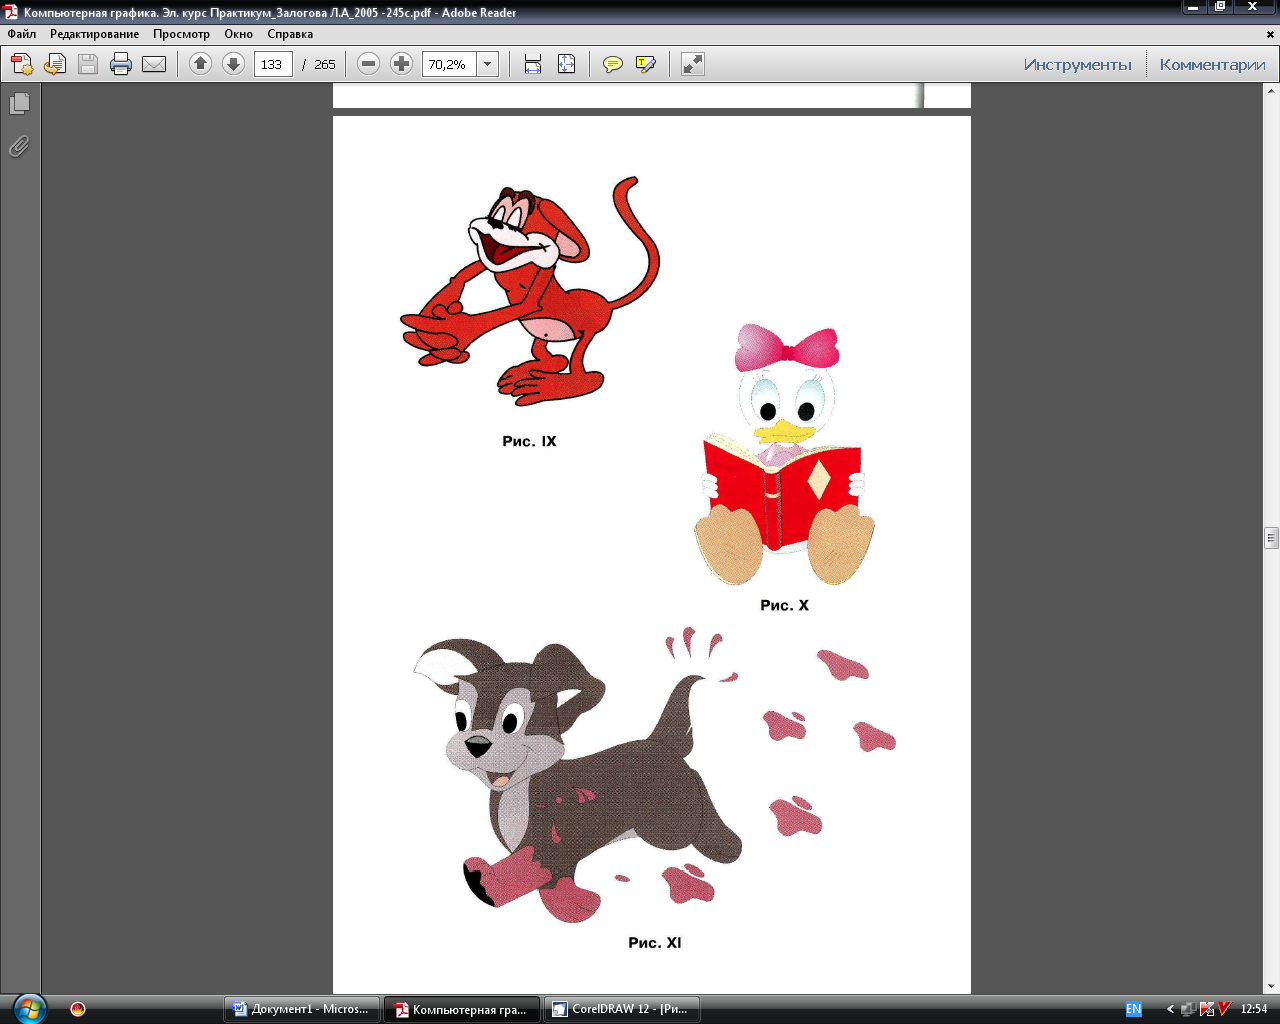 Компьютерная графика. Эл. курс Практикум_Залогова Л.А_2005 -245с.pdf - Adobe Reader
Файл Редактирование Просмотр Окно Справка
133 / 265 70,2% Инструменты Комментарии
Рис. IX
Рис. X
Рис. XI
Документ1 - Micros... Компьютерная гра... CorelDRAW 12 - [Ри... EN 12:54